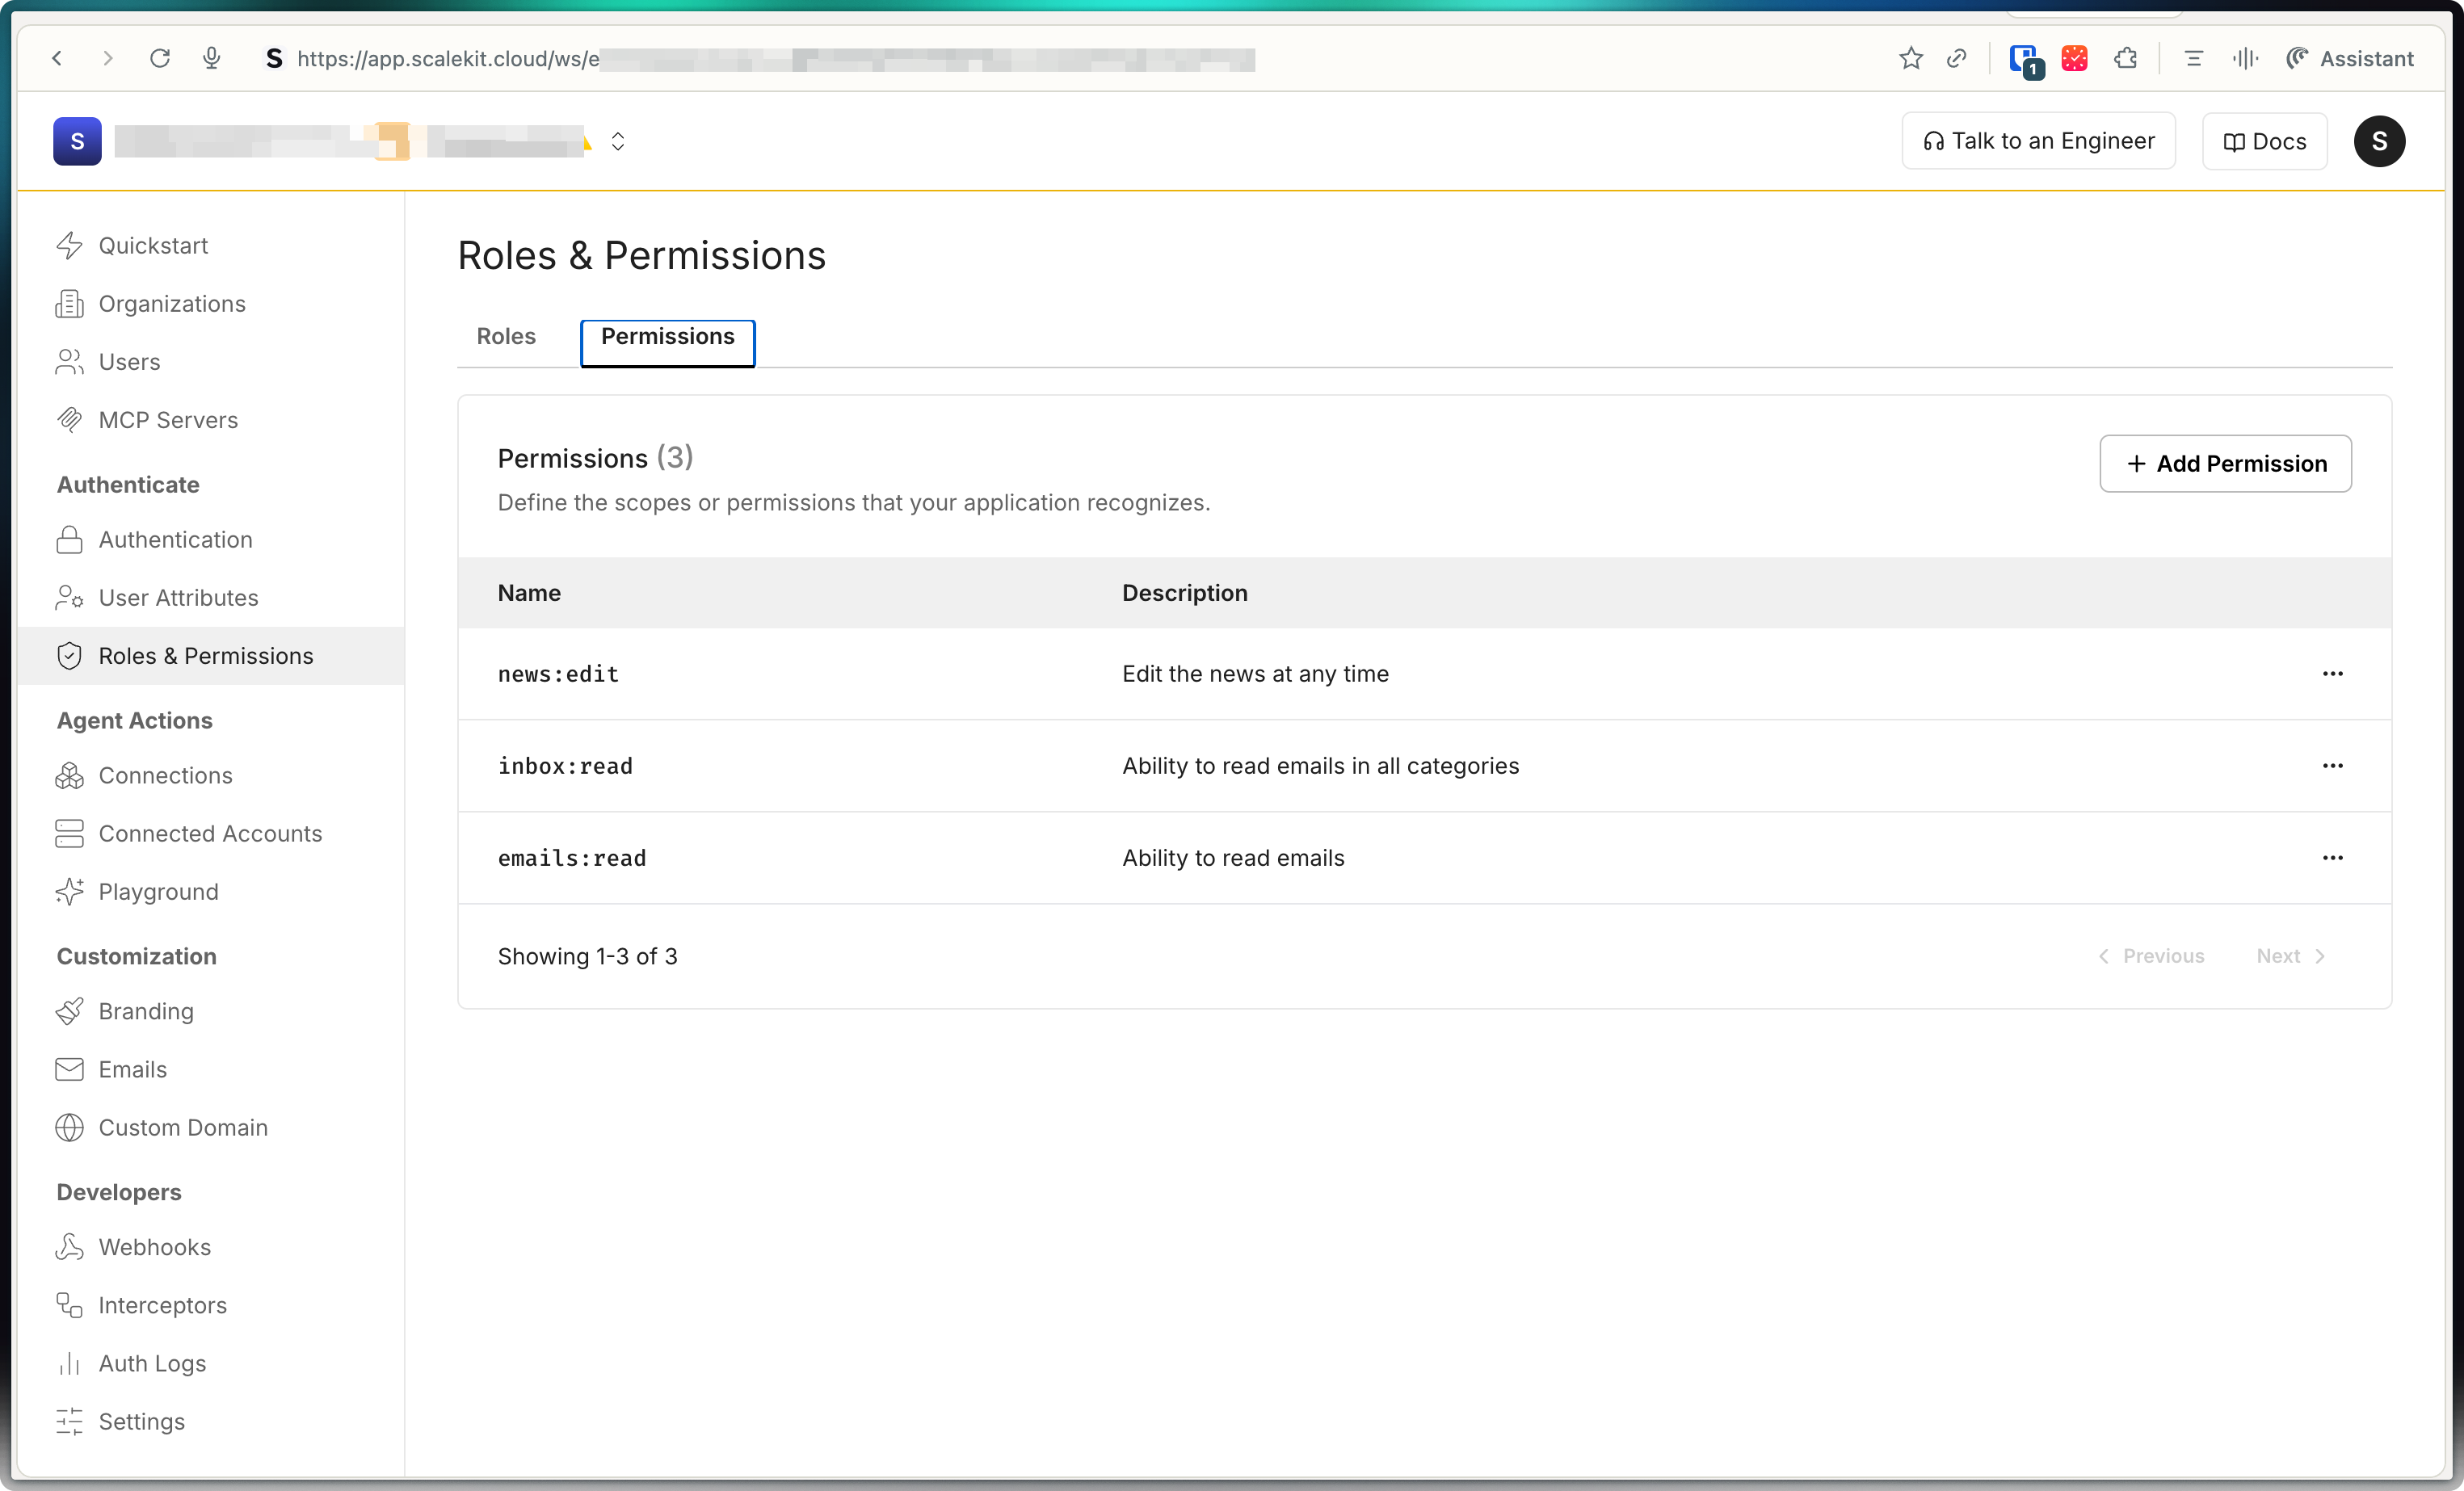 S https://app.scalekit.cloud/ws/e
1
Assistant
S
Talk to an Engineer
Docs
S
Quickstart
Organizations
Users
MCP Servers
Authenticate
Authentication
User Attributes
Roles & Permissions
Agent Actions
Connections
Connected Accounts
Playground
Customization
Branding
Emails
Custom Domain
Developers
Webhooks
Interceptors
Auth Logs
Settings
Roles & Permissions
Roles Permissions
Permissions (3)
Define the scopes or permissions that your application recognizes.
+ Add Permission
Name Description
news:edit Edit the news at any time
inbox:read Ability to read emails in all categories
emails:read Ability to read emails
Showing 1-3 of 3
Previous Next